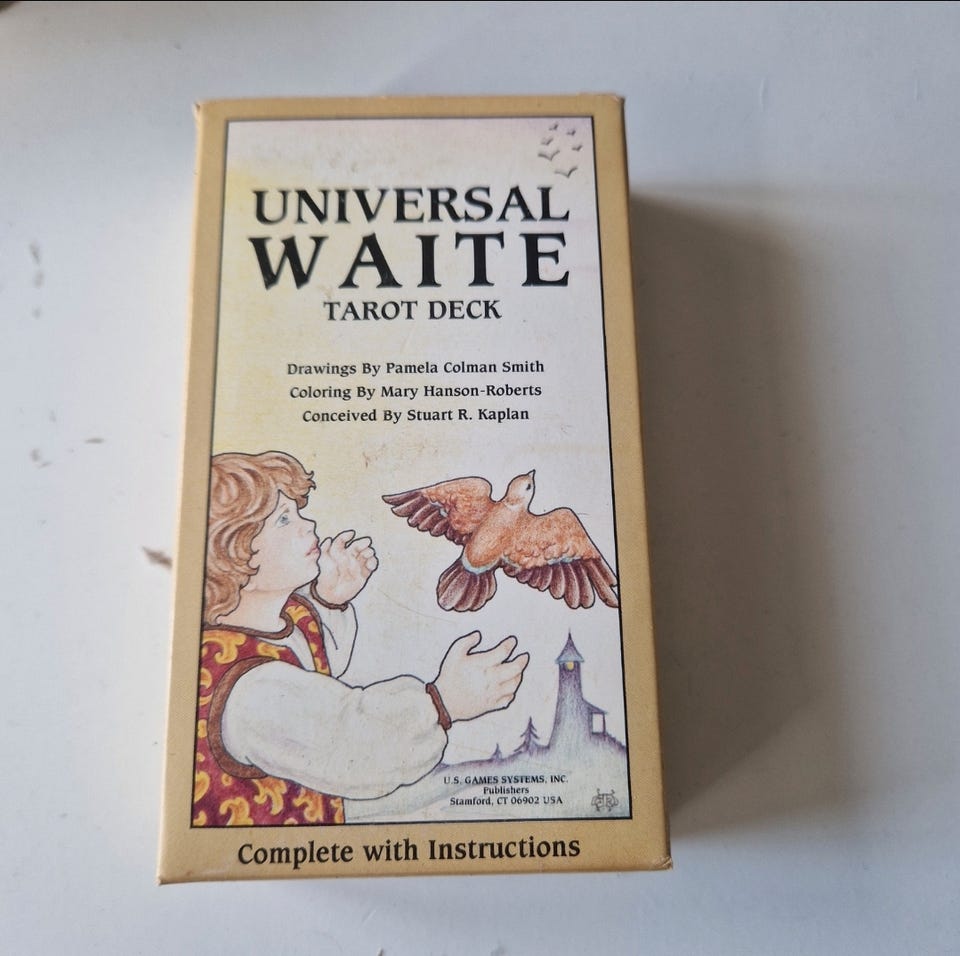 UNIVERSAL
WAITE
TAROT DECK
Drawings By Pamela Colman Smith
Coloring By Mary Hanson-Roberts
Conceived By Stuart R. Kaplan
U.S. GAMES SYSTEMS, INC.
Publishers
Stamford, CT 06902 USA
Complete with Instructions